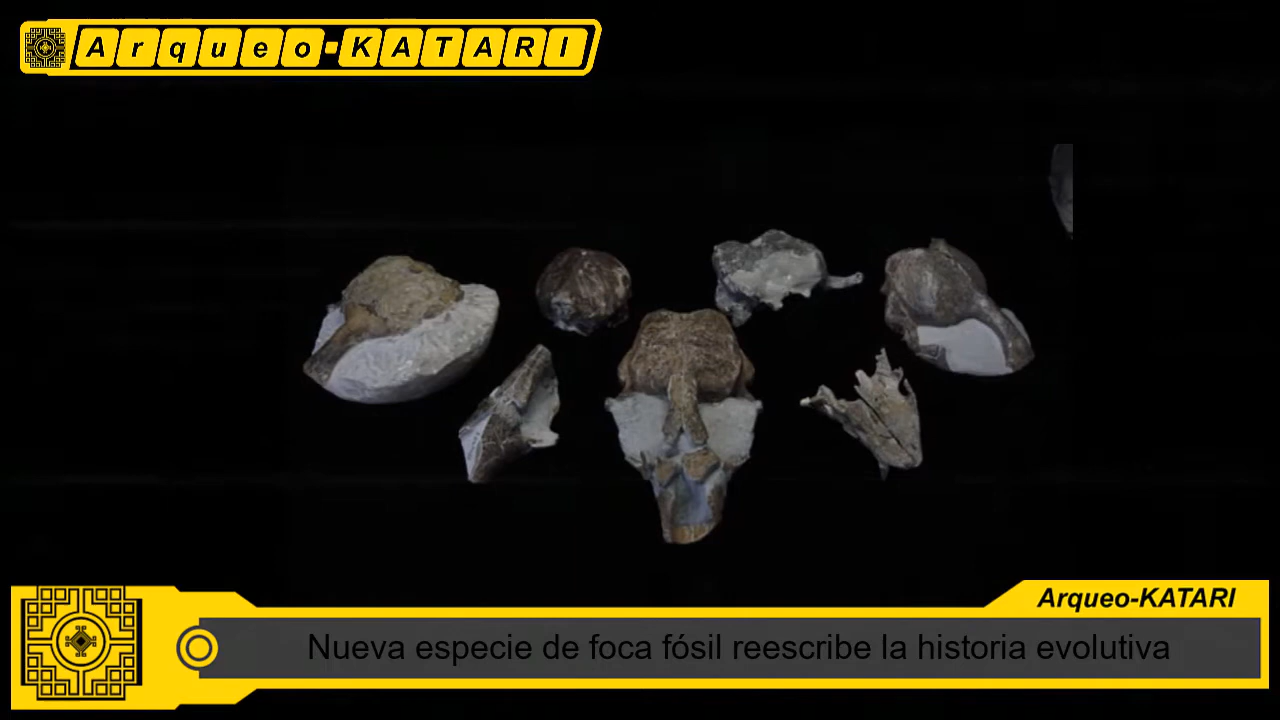 Arqueo-KATARI
Arqueo-KATARI
Nueva especie de foca fósil reescribe la historia evolutiva